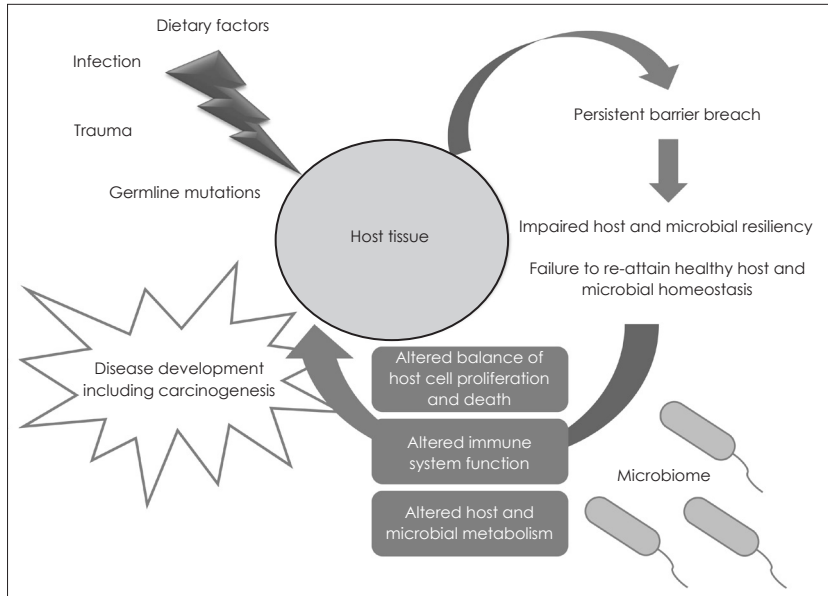 Dietary factors
Infection
Trauma
Germline mutations
Host tissue
Persistent barrier breach
Impaired host and microbial resiliency
Failure to re-attain healthy host and
microbial homeostasis
Disease development
including carcinogenesis
Altered balance of
host cell proliferation
and death
Altered immune
system function
Altered host and
microbial metabolism
Microbiome